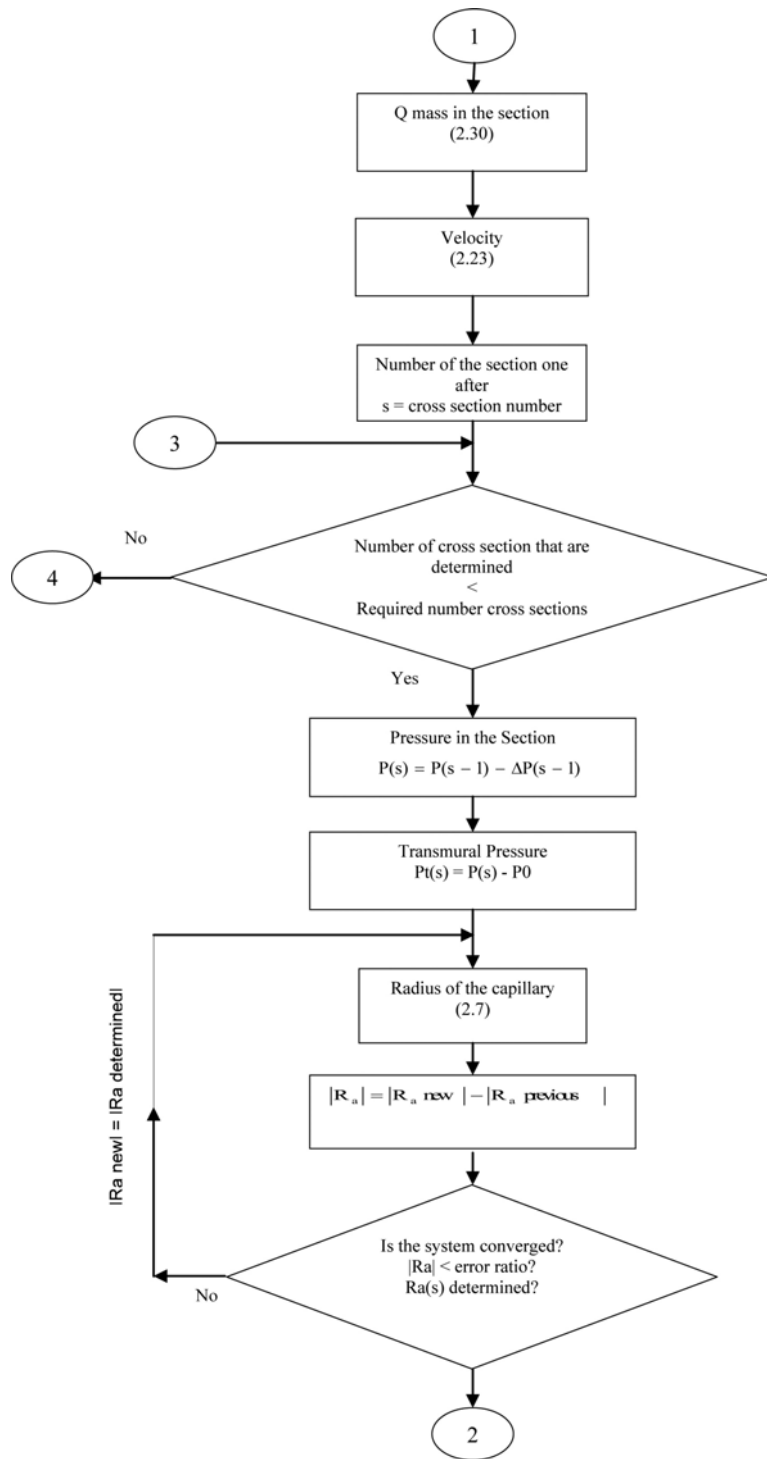 1
Q mass in the section
(2.30)
Velocity
(2.23)
Number of the section one
after
s = cross section number
3
No
4
Number of cross section that are
determined
<
Required number cross sections
Yes
Pressure in the Section
P(s) = P(s − 1) − ΔP(s − 1)
Transmural Pressure
Pt(s) = P(s) - P0
Radius of the capillary
(2.7)
|R a| = |R a new | − |R a previous |
|Ra new| = |Ra determined|
Is the system converged?
|Ra| < error ratio?
Ra(s) determined?
No
2